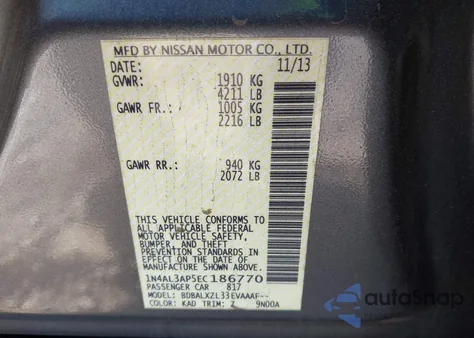 MFD BY NISSAN MOTOR CO., LTD.
DATE: 11/13
GVWR: 1910 KG
4211 LB
GAWR FR.: 1005 KG
2216 LB
GAWR RR.: 940 KG
2072 LB
THIS VEHICLE CONFORMS TO
ALL APPLICABLE FEDERAL
MOTOR VEHICLE SAFETY,
BUMPER, AND THEFT
PREVENTION STANDARDS IN
EFFECT ON THE DATE OF
MANUFACTURE SHOWN ABOVE.
1N4AL3AP5EC186770
PASSENGER CAR 817
MODEL: BDBALXZL33EVAAAF--
COLOR: KAD TRIM: Z 9N00A
autoSnap